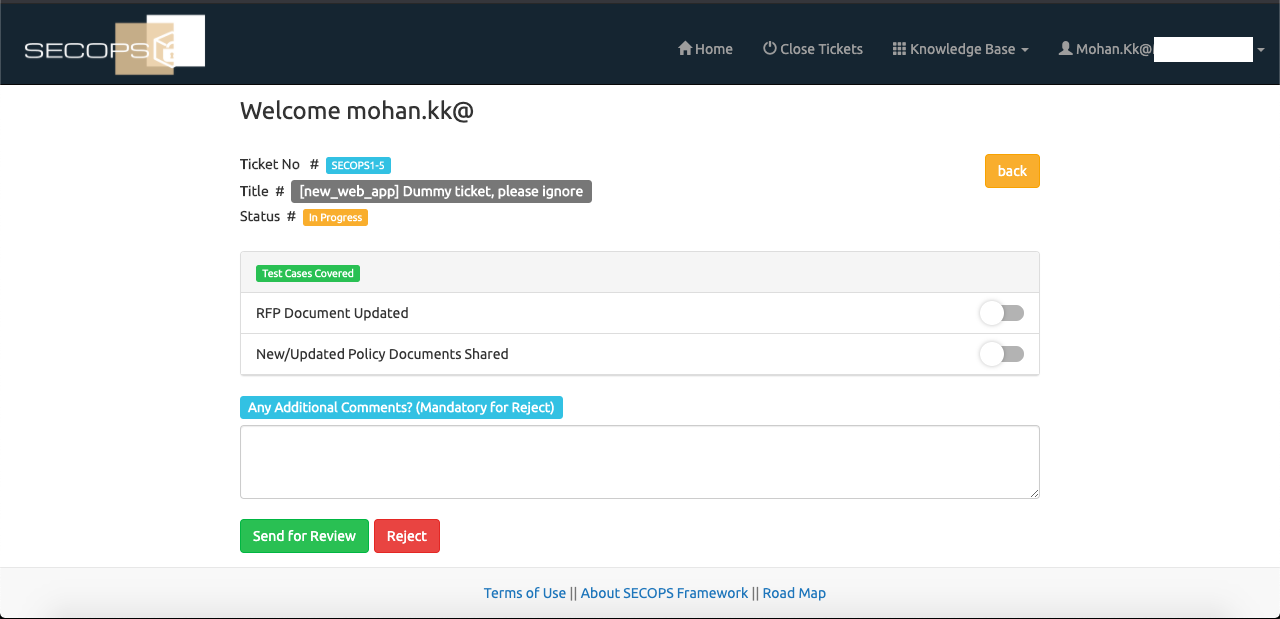 SECOPS
Home Close Tickets Knowledge Base Mohan.Kk@
Welcome mohan.kk@
Ticket No # SECOPS1-5
back
Title # [new_web_app] Dummy ticket, please ignore
Status # In Progress
Test Cases Covered
RFP Document Updated
New/Updated Policy Documents Shared
Any Additional Comments? (Mandatory for Reject)
Send for Review Reject
Terms of Use || About SECOPS Framework || Road Map